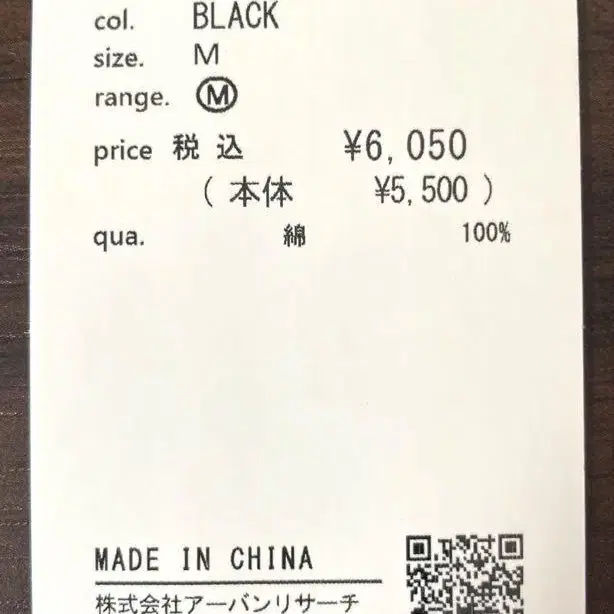 col. BLACK
size. M
range. Ⓜ
price 税込 ¥6,050
( 本体 ¥5,500 )
qua. 綿 100%
MADE IN CHINA
株式会社アーバンリサーチ